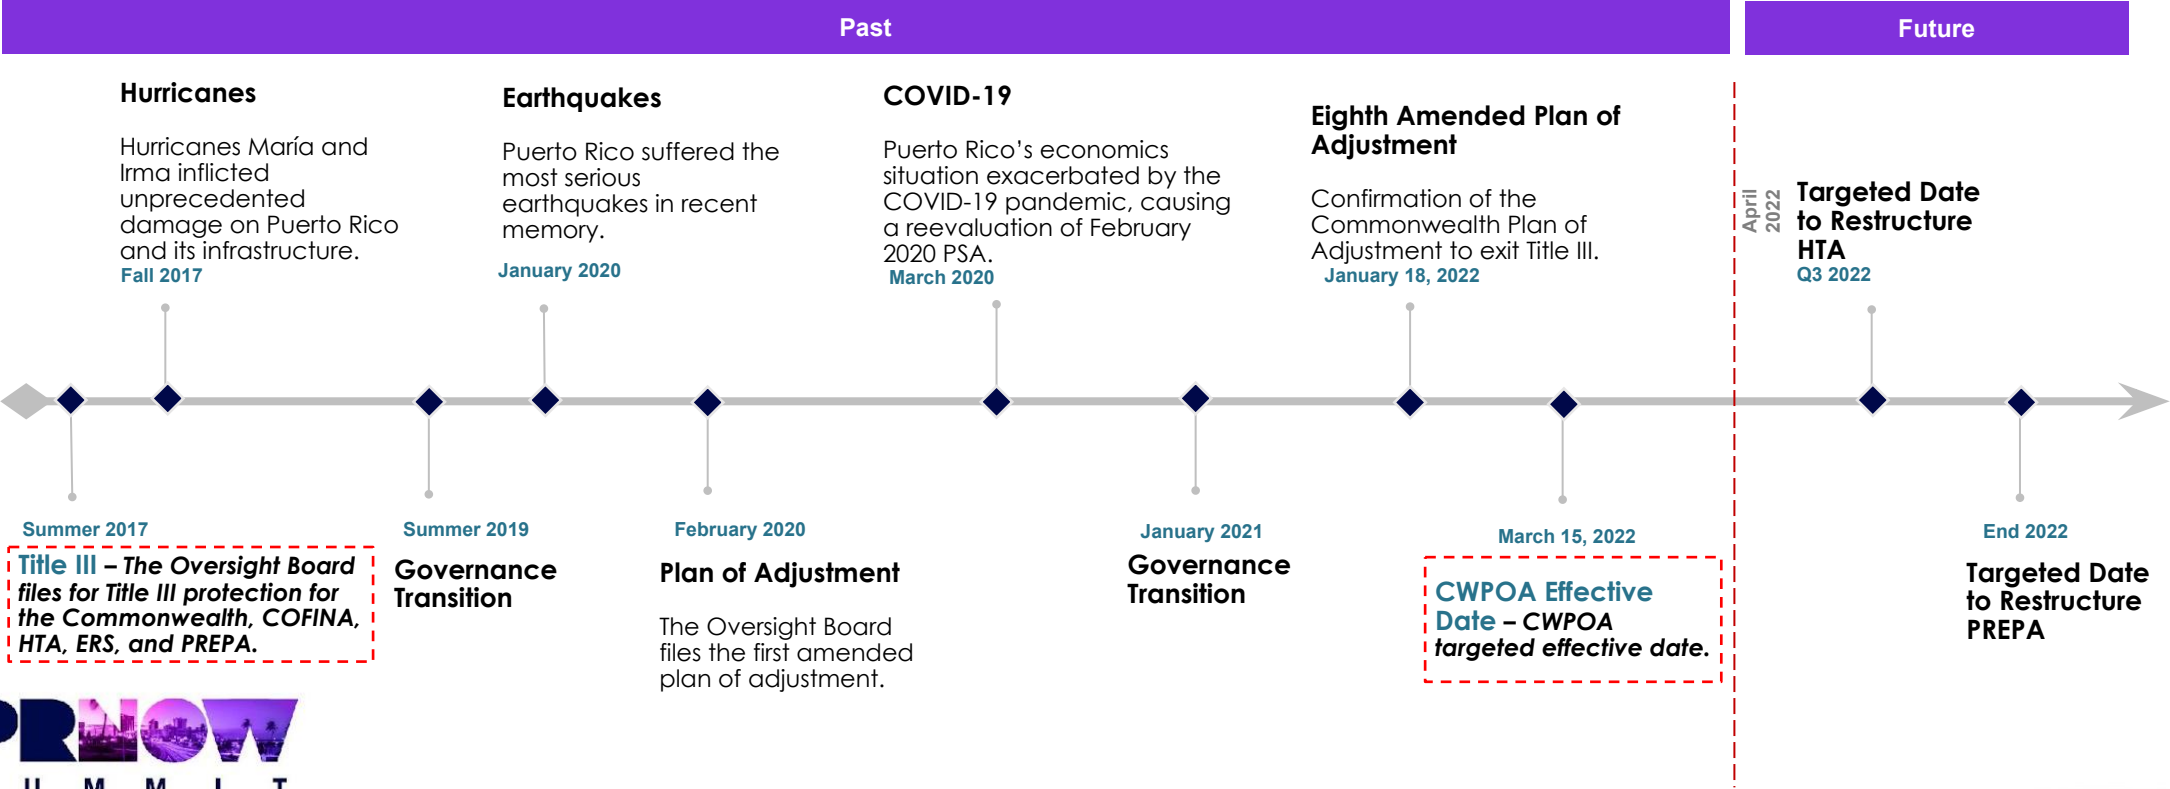 Past
Future
Hurricanes
Hurricanes María and
Irma inflicted
unprecedented
damage on Puerto Rico
and its infrastructure.
Fall 2017
Earthquakes
Puerto Rico suffered the
most serious
earthquakes in recent
memory.
January 2020
COVID-19
Puerto Rico's economics
situation exacerbated by the
COVID-19 pandemic, causing
a reevaluation of February
2020 PSA.
March 2020
Eighth Amended Plan of
Adjustment
Confirmation of the
Commonwealth Plan of
Adjustment to exit Title III.
January 18, 2022
April
2022
Targeted Date
to Restructure
HTA
Q3 2022
Summer 2017
Title III – The Oversight Board
files for Title III protection for
the Commonwealth, COFINA,
HTA, ERS, and PREPA.
Summer 2019
Governance
Transition
February 2020
Plan of Adjustment
The Oversight Board
files the first amended
plan of adjustment.
January 2021
Governance
Transition
March 15, 2022
CWPOA Effective
Date – CWPOA
targeted effective date.
End 2022
Targeted Date
to Restructure
PREPA
PRNOW
UMMIT